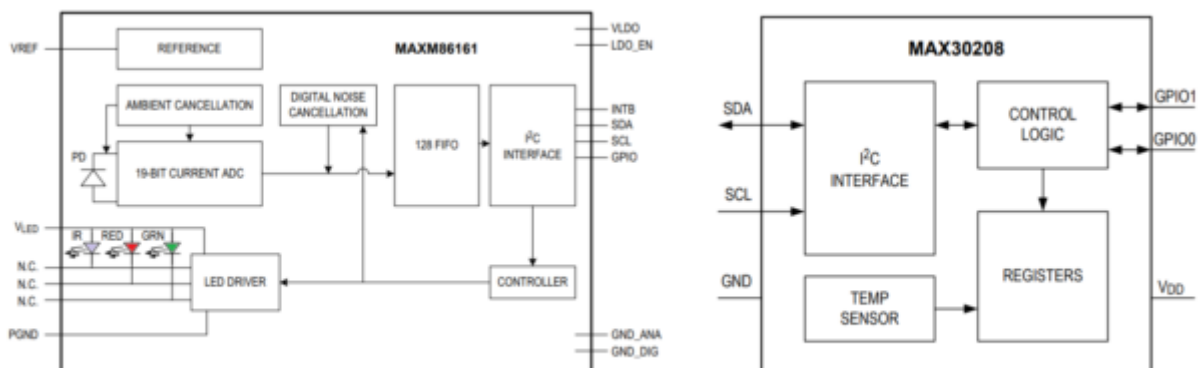 MAXM86161
VREF
REFERENCE
VLDO
LDO_EN
AMBIENT CANCELLATION
DIGITAL NOISE
CANCELLATION
128 FIFO
I²C
INTERFACE
INTB
SDA
SCL
GPIO
PD
19-BIT CURRENT ADC
VLED
IR
RED
GRN
N.C.
N.C.
N.C.
LED DRIVER
CONTROLLER
PGND
GND_ANA
GND_DIG
MAX30208
SDA
SCL
GND
I²C
INTERFACE
CONTROL
LOGIC
GPIO1
GPIO0
TEMP
SENSOR
REGISTERS
VDD